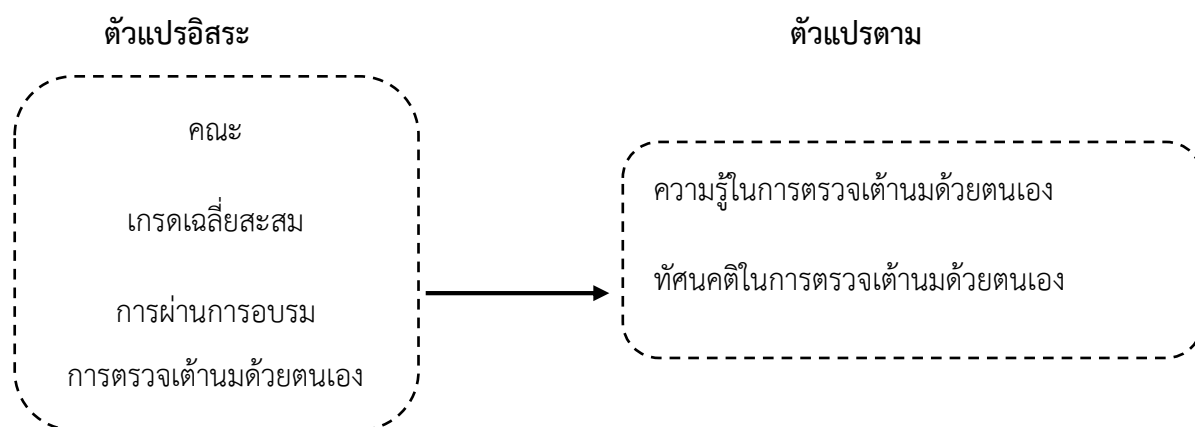 ตัวแปรอิสระ
ตัวแปรตาม
คณะ
เกรดเฉลี่ยสะสม
การผ่านการอบรม
การตรวจเต้านมด้วยตนเอง
ความรู้ในการตรวจเต้านมด้วยตนเอง
ทัศนคติในการตรวจเต้านมด้วยตนเอง